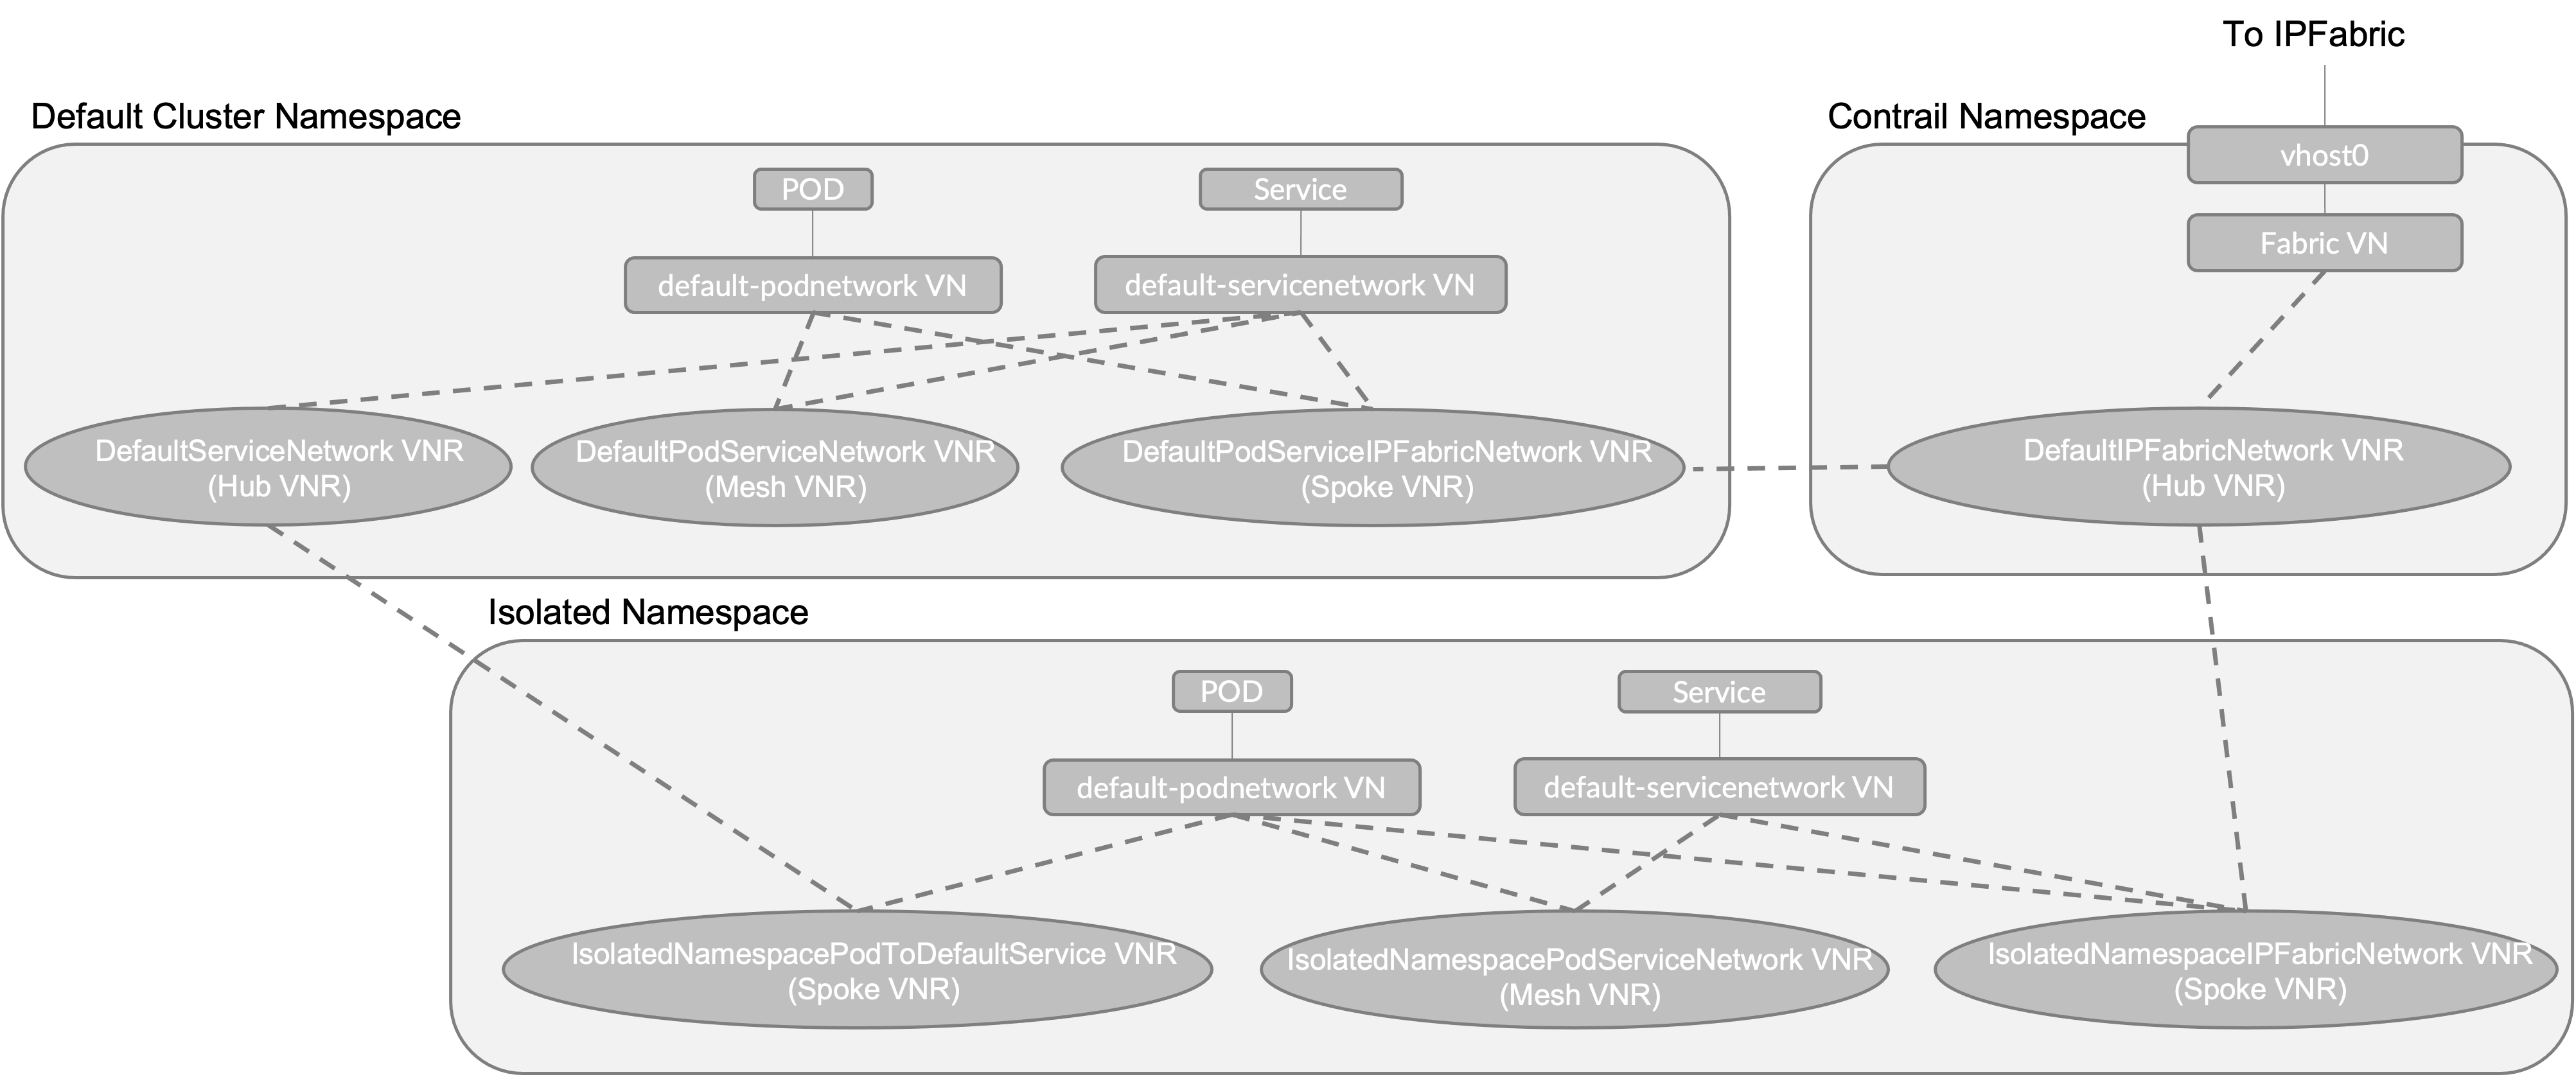 To IPFabric
Default Cluster Namespace
Contrail Namespace
POD
Service
vhost0
Fabric VN
default-podnetwork VN
default-servicenetwork VN
DefaultServiceNetwork VNR
(Hub VNR)
DefaultPodServiceNetwork VNR
(Mesh VNR)
DefaultPodServiceIPFabricNetwork VNR
(Spoke VNR)
DefaultIPFabricNetwork VNR
(Hub VNR)
Isolated Namespace
POD
Service
default-podnetwork VN
default-servicenetwork VN
IsolatedNamespacePodToDefaultService VNR
(Spoke VNR)
IsolatedNamespacePodServiceNetwork VNR
(Mesh VNR)
IsolatedNamespaceIPFabricNetwork VNR
(Spoke VNR)